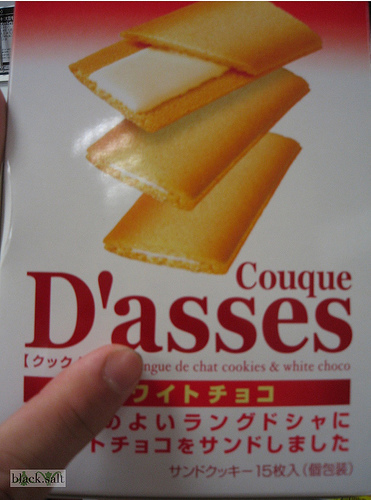 Couque
D'asses
【クック
ngue de chat cookies & white choco
ワイトチョコ
のよいラングドシャに
トチョコをサンドしました
サンドクッキー15枚入(個包装)
black.salt